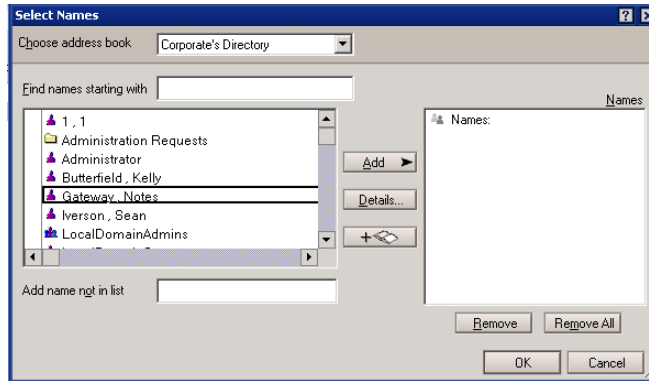 Select Names
Choose address book Corporate's Directory
Find names starting with
Names
1 , 1
Administration Requests
Administrator
Butterfield , Kelly
Gateway , Notes
Iverson , Sean
LocalDomainAdmins
Names:
Add
Details...
+
Add name not in list
Remove Remove All
OK Cancel